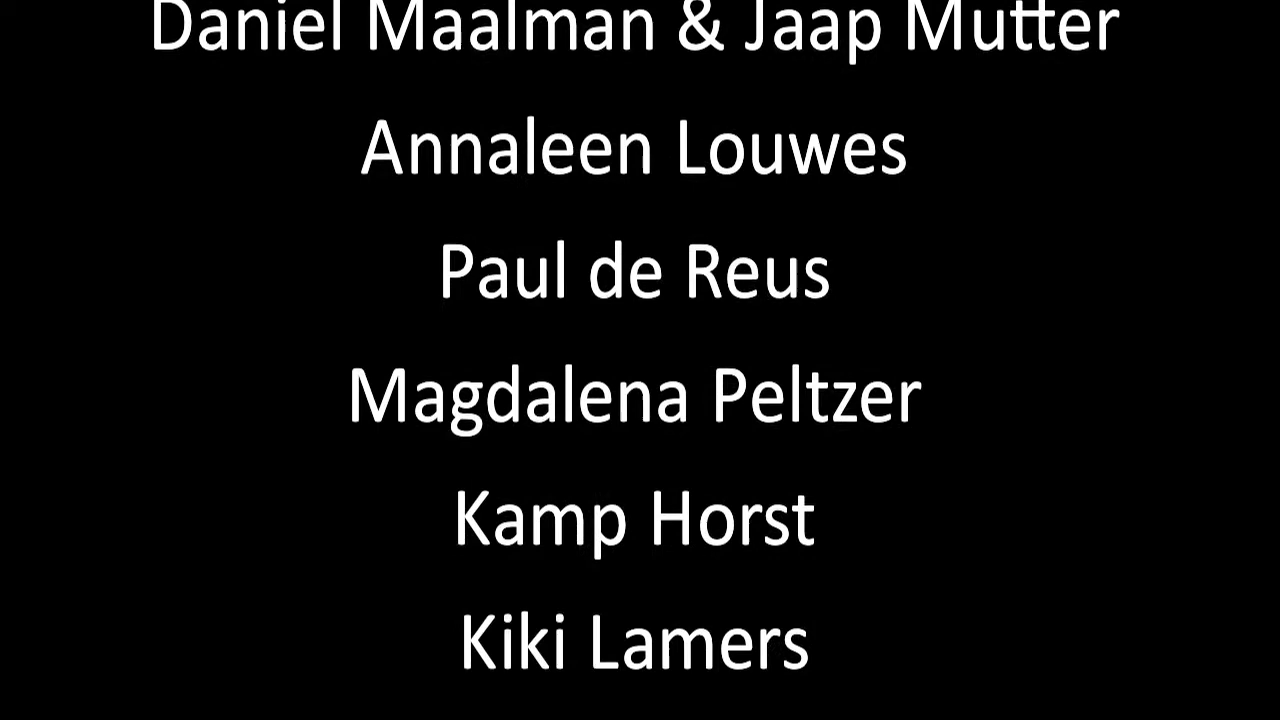 Daniel Maalman & Jaap Mutter
Annaleen Louwes
Paul de Reus
Magdalena Peltzer
Kamp Horst
Kiki Lamers